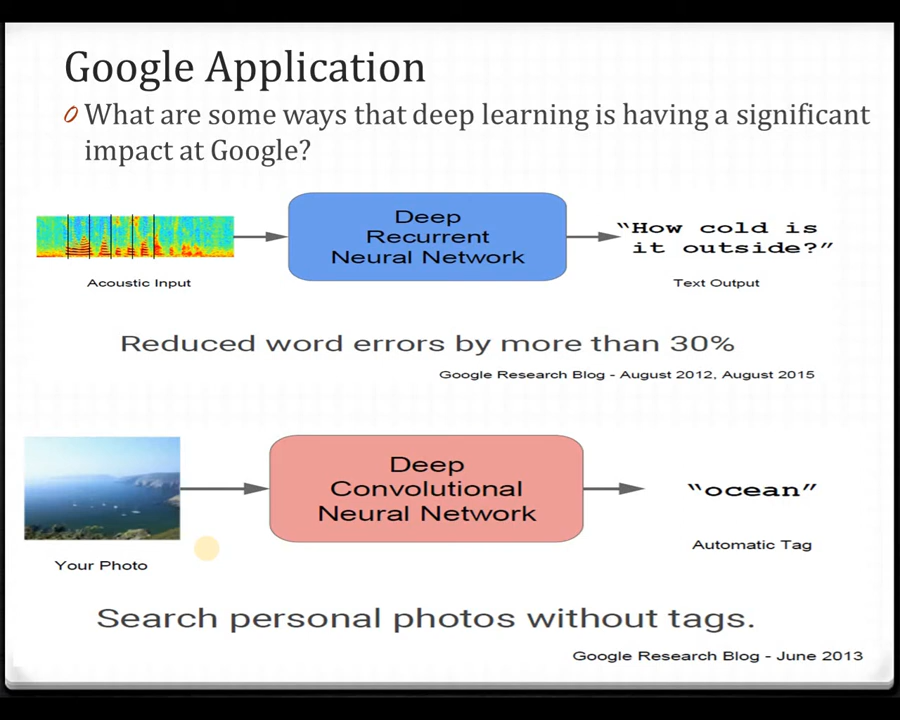 Google Application
What are some ways that deep learning is having a significant
impact at Google?
Deep
Recurrent
Neural Network
"How cold is
it outside?"
Acoustic Input
Text Output
Reduced word errors by more than 30%
Google Research Blog - August 2012, August 2015
Deep
Convolutional
Neural Network
"ocean"
Automatic Tag
Your Photo
Search personal photos without tags.
Google Research Blog - June 2013